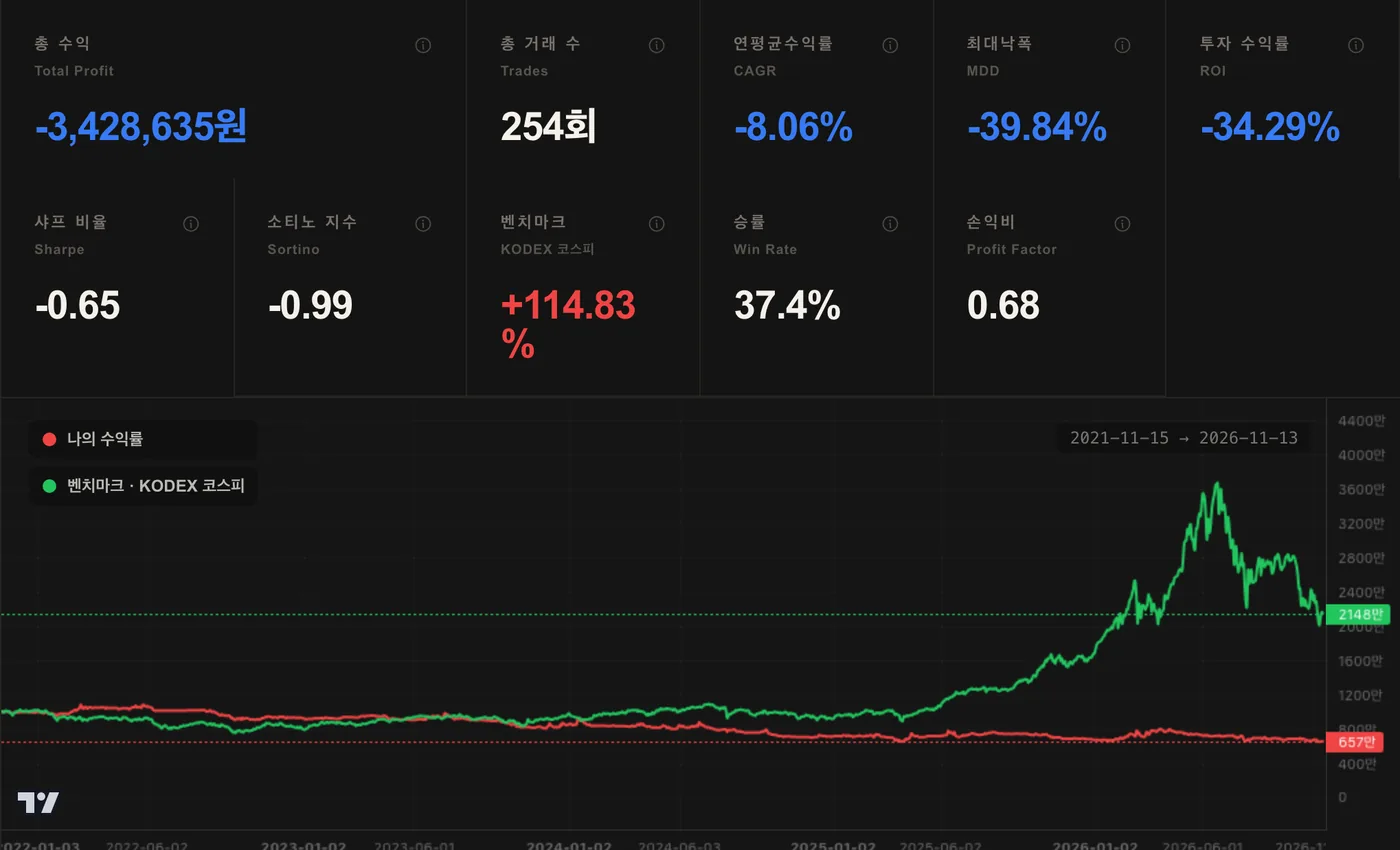 총 수익
Total Profit
-3,428,635원
총 거래 수
Trades
254회
연평균수익률
CAGR
-8.06%
최대낙폭
MDD
-39.84%
투자 수익률
ROI
-34.29%
샤프 비율
Sharpe
-0.65
소티노 지수
Sortino
-0.99
벤치마크
KODEX 코스피
+114.83
%
승률
Win Rate
37.4%
손익비
Profit Factor
0.68
나의 수익률
벤치마크 · KODEX 코스피
2021-11-15 → 2026-11-13
4400만
4000만
3600만
3200만
2800만
2400만
2148만
2000만
1600만
1200만
800만
657만
400만
0
2022-06-02
2023-01-02
2023-06-01
2024-01-02
2024-06-03
2025-01-02
2025-06-02
2026-01-02
2026-06-01